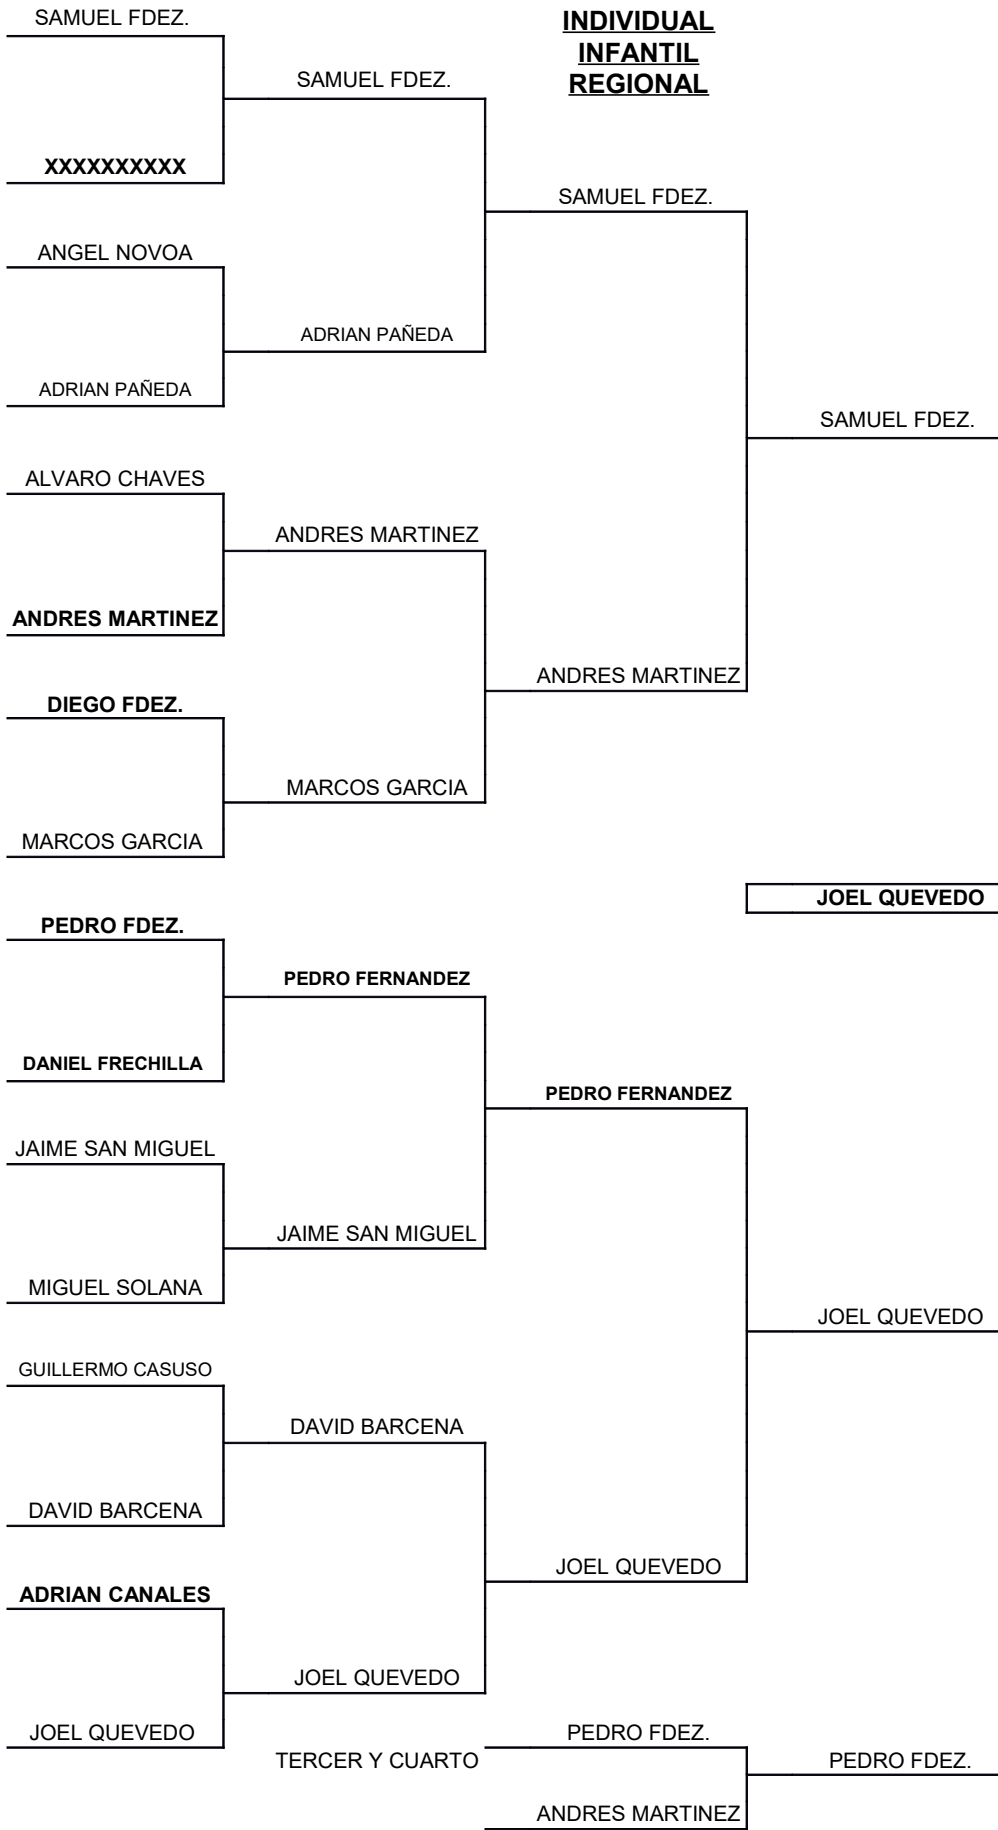 SAMUEL FDEZ.
INDIVIDUAL
INFANTIL
REGIONAL
SAMUEL FDEZ.
XXXXXXXXXX
SAMUEL FDEZ.
ANGEL NOVOA
ADRIAN PAÑEDA
ADRIAN PAÑEDA
SAMUEL FDEZ.
ALVARO CHAVES
ANDRES MARTINEZ
ANDRES MARTINEZ
ANDRES MARTINEZ
DIEGO FDEZ.
MARCOS GARCIA
MARCOS GARCIA
JOEL QUEVEDO
PEDRO FDEZ.
PEDRO FERNANDEZ
DANIEL FRECHILLA
PEDRO FERNANDEZ
JAIME SAN MIGUEL
JAIME SAN MIGUEL
MIGUEL SOLANA
JOEL QUEVEDO
GUILLERMO CASUSO
DAVID BARCENA
DAVID BARCENA
JOEL QUEVEDO
ADRIAN CANALES
JOEL QUEVEDO
JOEL QUEVEDO
PEDRO FDEZ.
TERCER Y CUARTO
PEDRO FDEZ.
ANDRES MARTINEZ